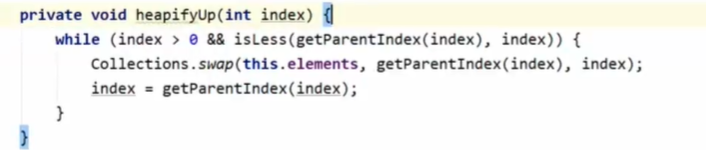 private void heapifyUp(int index) {
    while (index > 0 && isLess(getParentIndex(index), index)) {
        Collections.swap(this.elements, getParentIndex(index), index);
        index = getParentIndex(index);
    }
}